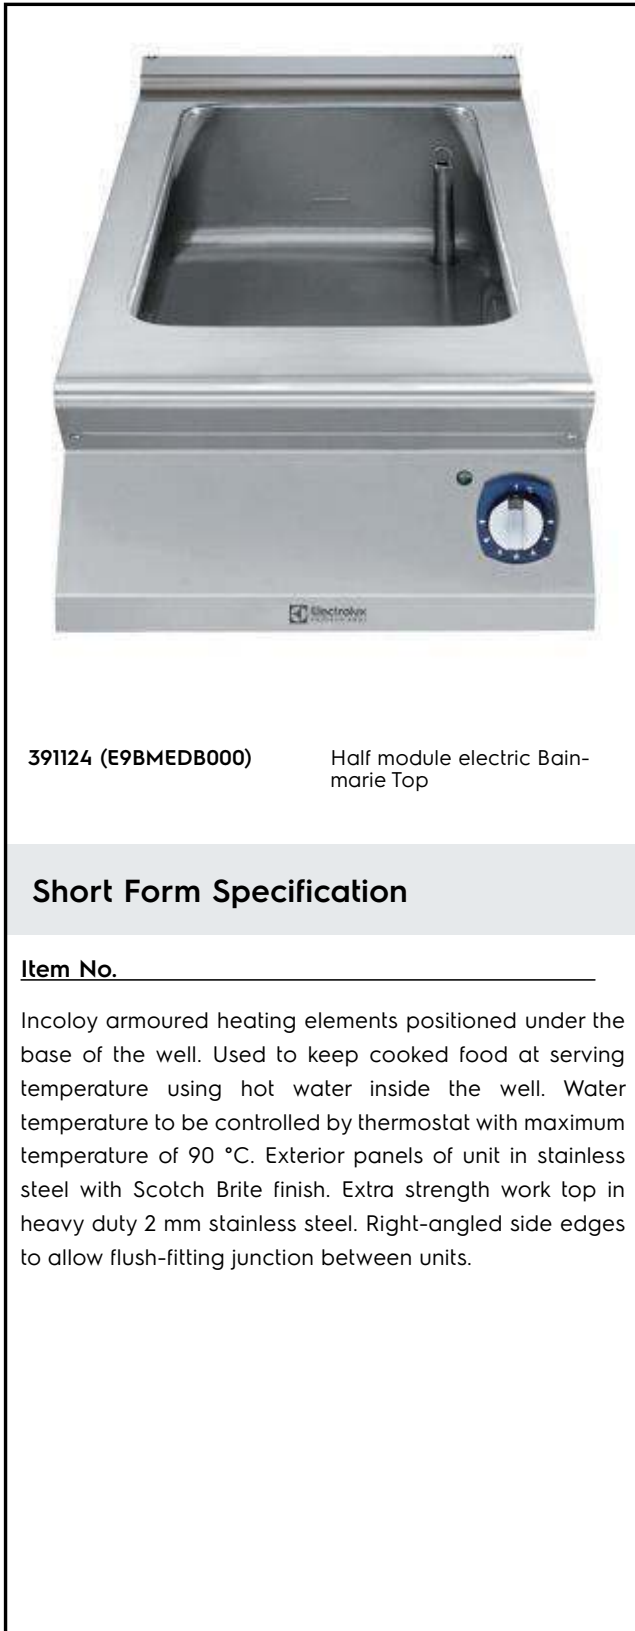 Electrolux
391124 (E9BMEDB000)
Half module electric Bain-
marie Top
Short Form Specification
Item No.
Incoloy armoured heating elements positioned under the
base of the well. Used to keep cooked food at serving
temperature using hot water inside the well. Water
temperature to be controlled by thermostat with maximum
temperature of 90 °C. Exterior panels of unit in stainless
steel with Scotch Brite finish. Extra strength work top in
heavy duty 2 mm stainless steel. Right-angled side edges
to allow flush-fitting junction between units.